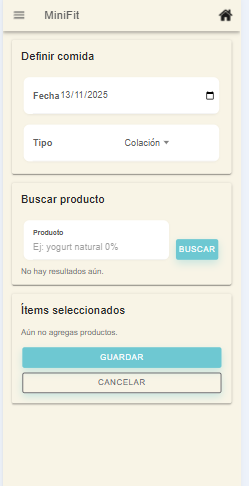 MiniFit
Definir comida
Fecha 13/11/2025
Tipo Colación
Buscar producto
Producto
Ej: yogurt natural 0%
BUSCAR
No hay resultados aún.
Ítems seleccionados
Aún no agregas productos.
GUARDAR
CANCELAR